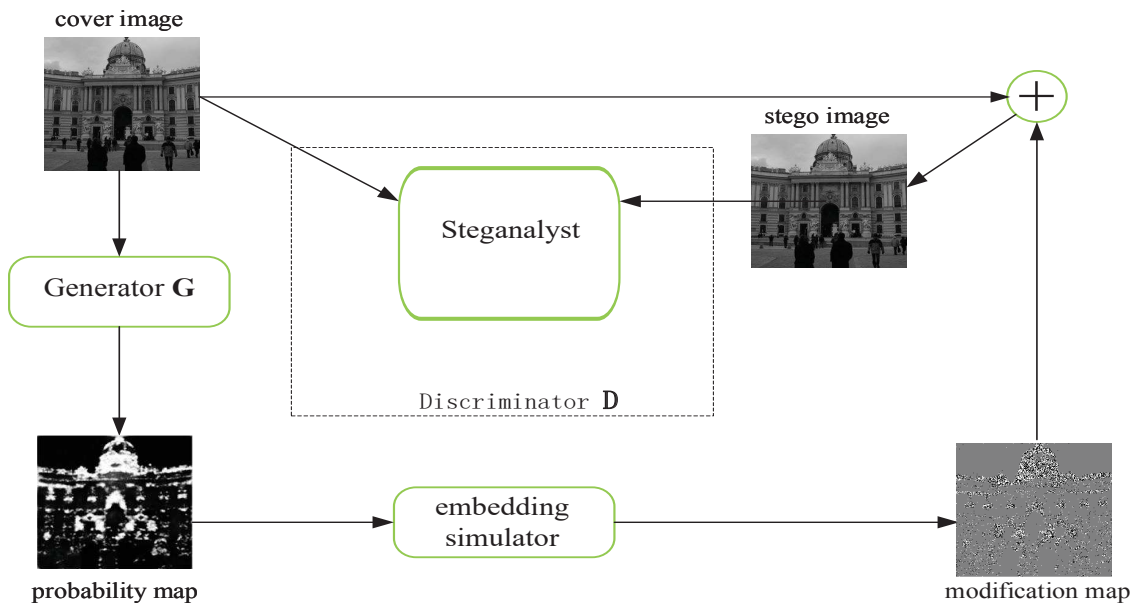 cover image
stego image
Steganalyst
Generator G
Discriminator D
embedding
simulator
probability map
modification map